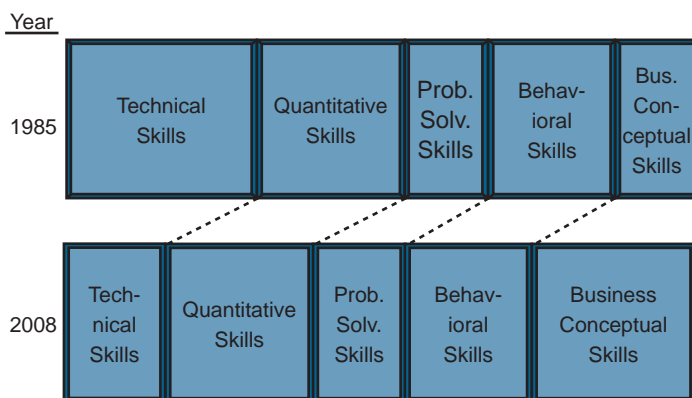 Year
1985
Technical
Skills
Quantitative
Skills
Prob.
Solv.
Skills
Behav-
ioral
Skills
Bus.
Con-
ceptual
Skills
2008
Tech-
nical
Skills
Quantitative
Skills
Prob.
Solv.
Skills
Behav-
ioral
Skills
Business
Conceptual
Skills